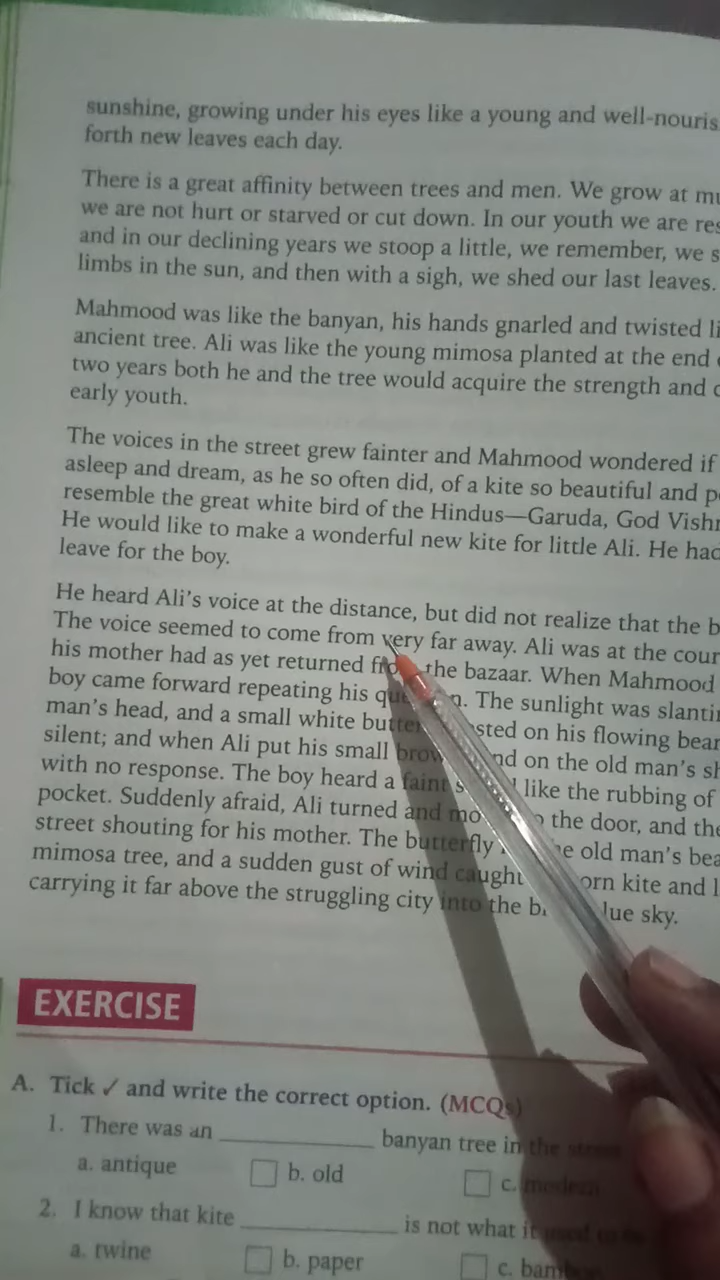 sunshine, growing under his eyes like a young and well-nouris
forth new leaves each day.
There is a great affinity between trees and men. We grow at mu
we are not hurt or starved or cut down. In our youth we are res
and in our declining years we stoop a little, we remember, we s
limbs in the sun, and then with a sigh, we shed our last leaves.
Mahmood was like the banyan, his hands gnarled and twisted li
ancient tree. Ali was like the young mimosa planted at the end
two years both he and the tree would acquire the strength and
early youth.
The voices in the street grew fainter and Mahmood wondered if
asleep and dream, as he so often did, of a kite so beautiful and p
resemble the great white bird of the Hindus—Garuda, God Vish
He would like to make a wonderful new kite for little Ali. He had
leave for the boy.
He heard Ali's voice at the distance, but did not realize that the b
The voice seemed to come from very far away. Ali was at the cour
his mother had as yet returned the bazaar. When Mahmood
boy came forward repeating his The sunlight was slanti
man's head, and a small white sted on his flowing bear
silent; and when Ali put his small nd on the old man's sh
with no response. The boy heard a faint like the rubbing of
pocket. Suddenly afraid, Ali turned and the door, and the
street shouting for his mother. The butterfly old man's bea
mimosa tree, and a sudden gust of wind caught orn kite and l
carrying it far above the struggling city into the lue sky.
EXERCISE
A. Tick ✓ and write the correct option. (MCQs)
1. There was an ____________ banyan tree in the
a. antique b. old c. modern
2. I know that kite ____________ is not what it used to
a. twine b. paper c. bam